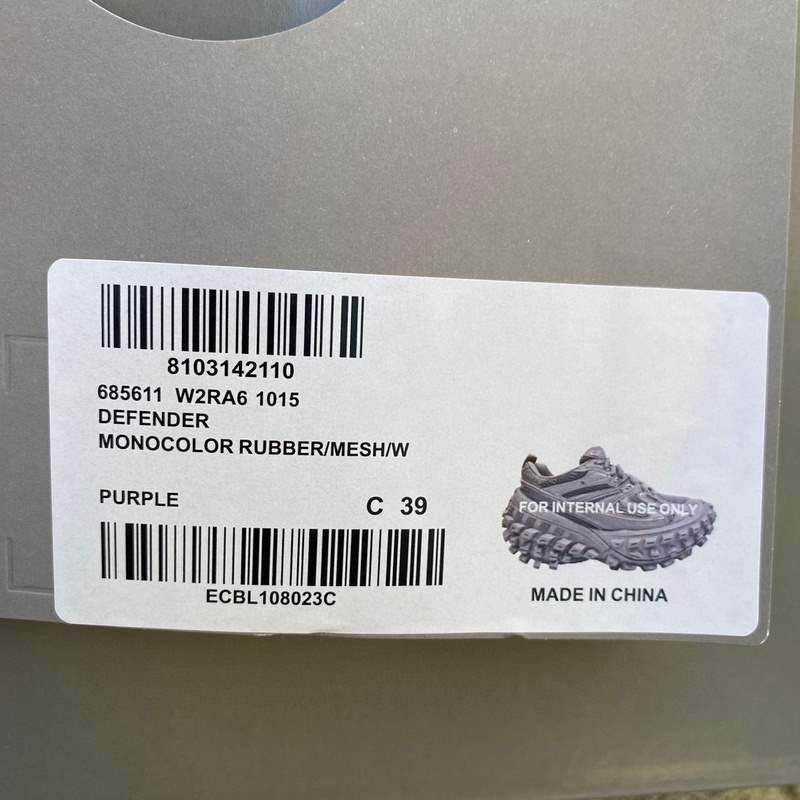 8103142110
685611 W2RA6 1015
DEFENDER
MONOCOLOR RUBBER/MESH/W
PURPLE
C 39
ECBL108023C
FOR INTERNAL USE ONLY
MADE IN CHINA